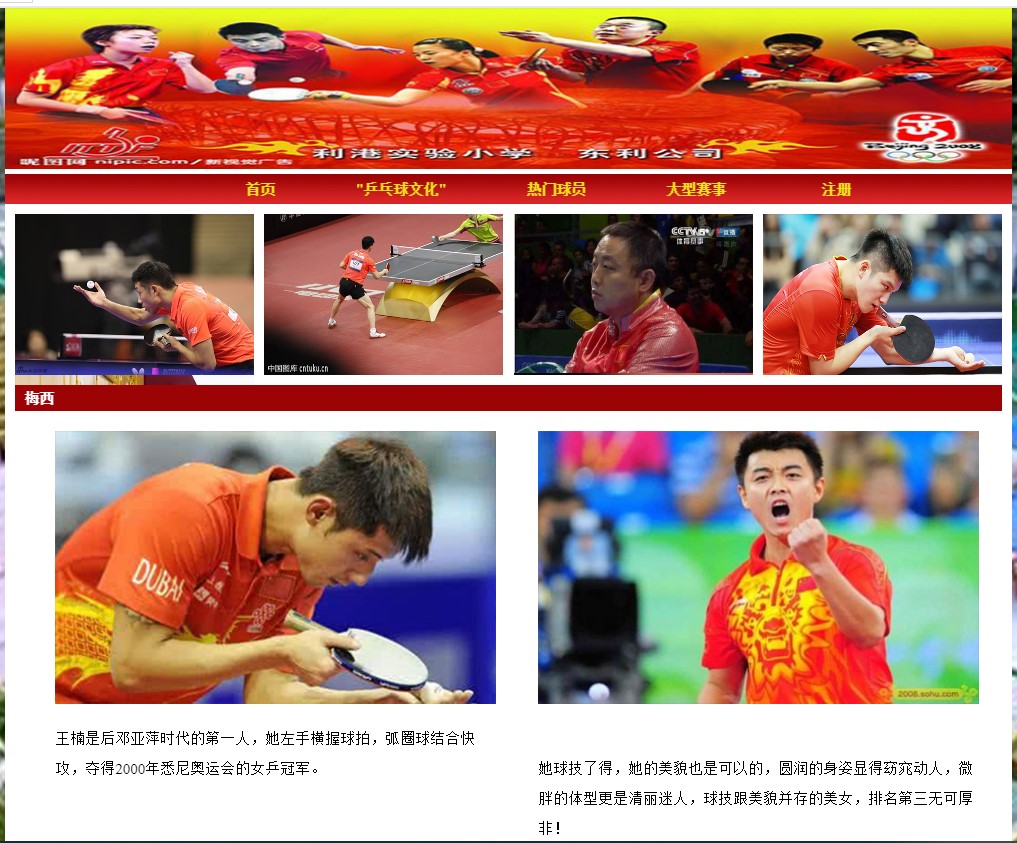 昵图网 nipic.com/新视觉广告
利港实验小学 东利公司
Beijing 2008
首页 "乒乓球文化" 热门球员 大型赛事 注册
CCTV5+ 直播
体育赛事
中国图库 cntuku.cn
梅西
DUBAI
2008.sohu.com
王楠是后邓亚萍时代的第一人，她左手横握球拍，弧圈球结合快
攻，夺得2000年悉尼奥运会的女乒冠军。
她球技了得，她的美貌也是可以的，圆润的身姿显得窈窕动人，微
胖的体型更是清丽迷人，球技跟美貌并存的美女，排名第三无可厚
非！